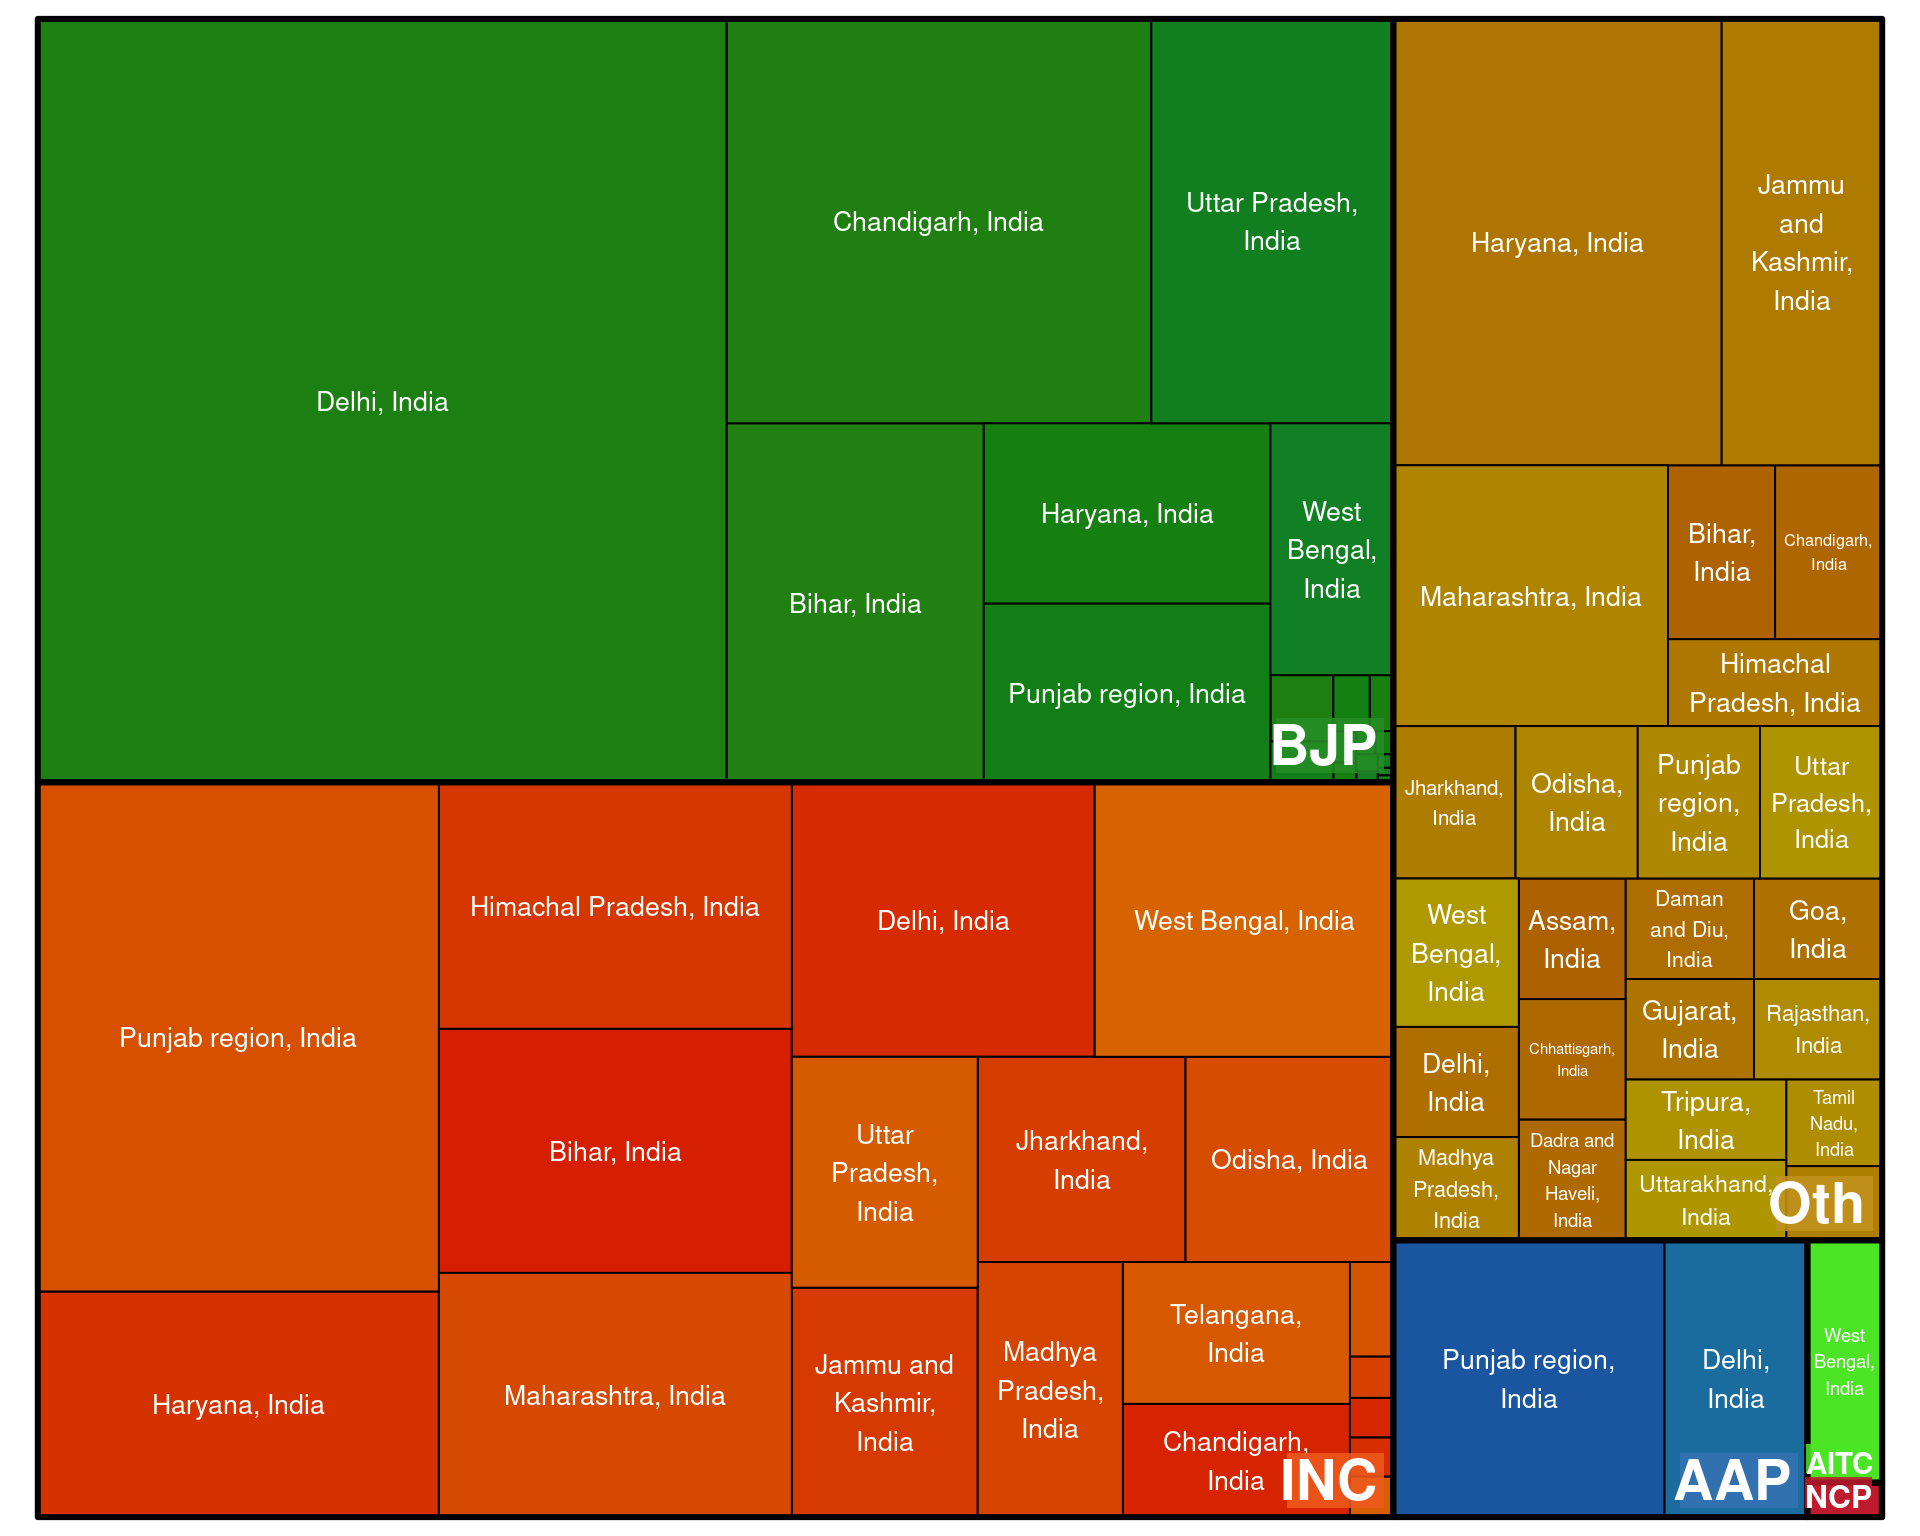 Delhi, India
Chandigarh, India
Uttar Pradesh,
India
Bihar, India
Haryana, India
Punjab region, India
West
Bengal,
India
BJP
Punjab region, India
Haryana, India
Himachal Pradesh, India
Bihar, India
Maharashtra, India
Delhi, India
West Bengal, India
Uttar
Pradesh,
India
Jammu and
Kashmir,
India
Jharkhand,
India
Odisha, India
Madhya
Pradesh,
India
Telangana,
India
Chandigarh,
India
INC
Haryana, India
Jammu
and
Kashmir,
India
Maharashtra, India
Bihar,
India
Chandigarh,
India
Himachal
Pradesh, India
Jharkhand,
India
Odisha,
India
Punjab
region,
India
Uttar
Pradesh,
India
West
Bengal,
India
Delhi,
India
Madhya
Pradesh,
India
Assam,
India
Chhattisgarh,
India
Dadra and
Nagar
Haveli,
India
Daman
and Diu,
India
Goa,
India
Gujarat,
India
Rajasthan,
India
Tripura,
India
Uttarakhand,
India
Tamil
Nadu,
India
Oth
Punjab region,
India
Delhi,
India
AAP
West
Bengal,
India
AITC
NCP